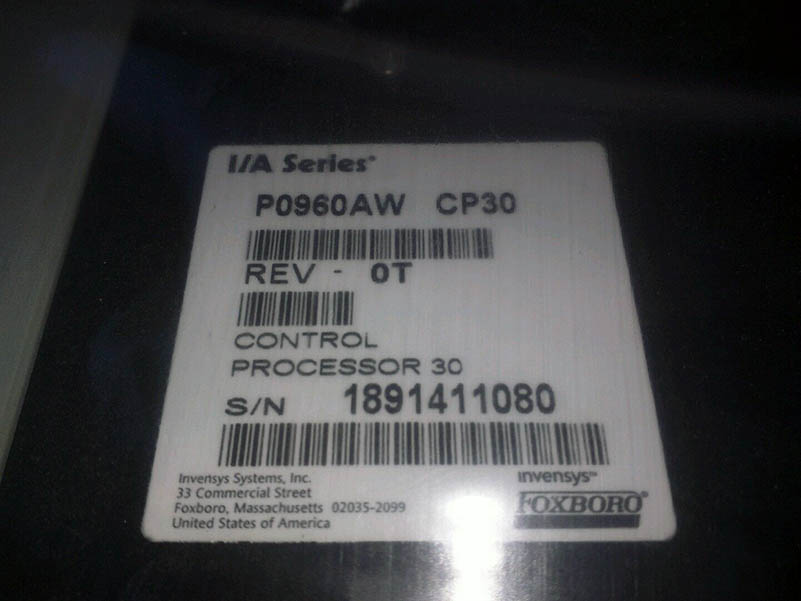 I/A Series®
P0960AW CP30
REV - 0T
CONTROL
PROCESSOR 30
S/N 1891411080
Invensys Systems, Inc.
33 Commercial Street
Foxboro, Massachusetts 02035-2099
United States of America
invensys™
FOXBORO®